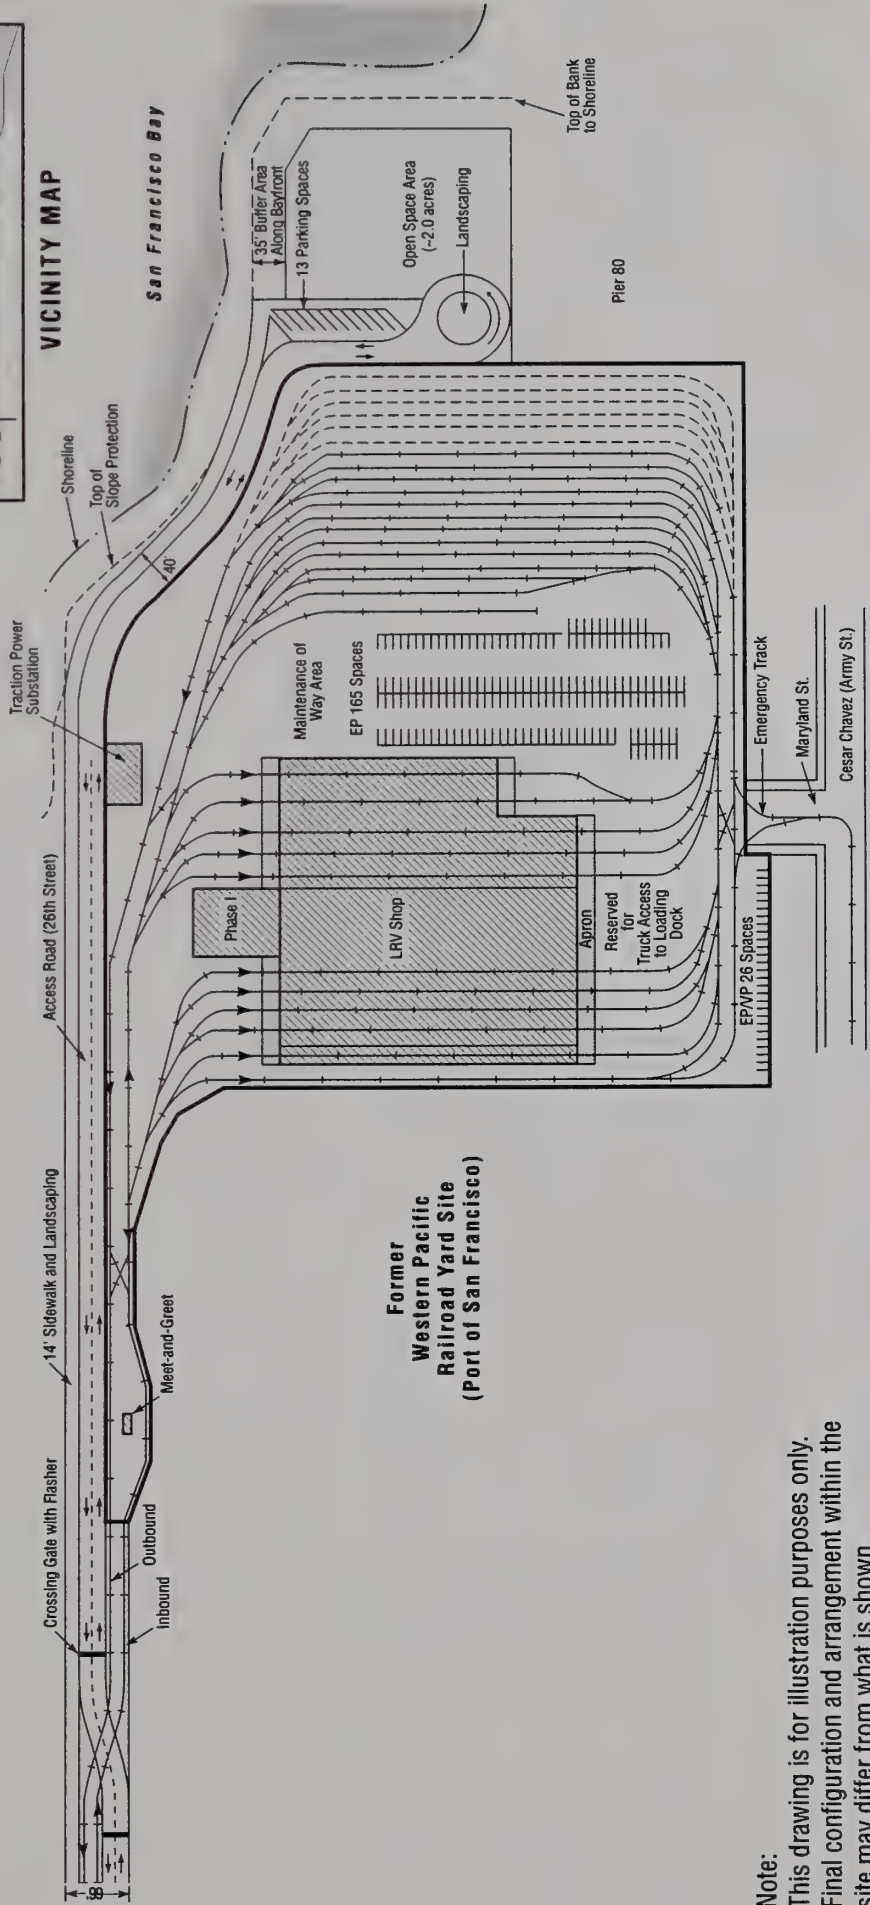 VICINITY MAP
San Francisco Bay
Shoreline
Top of
Slope Protection
Traction Power
Substation
40'
35' Buffer Area
Along Bayfront
13 Parking Spaces
Top of Bank
to Shoreline
Open Space Area
(~2.0 acres)
Landscaping
Pier 80
Access Road (26th Street)
14' Sidewalk and Landscaping
Crossing Gate with Flasher
Outbound
Inbound
Meet-and-Greet
Maintenance of
Way Area
EP 165 Spaces
Phase I
LRV Shop
Apron
Reserved
for
Truck Access
to Loading
Dock
EP/VP 26 Spaces
Emergency Track
Maryland St.
Cesar Chavez (Army St.)
Former
Western Pacific
Railroad Yard Site
(Port of San Francisco)
Note:
This drawing is for illustration purposes only.
Final configuration and arrangement within the
site may differ from what is shown